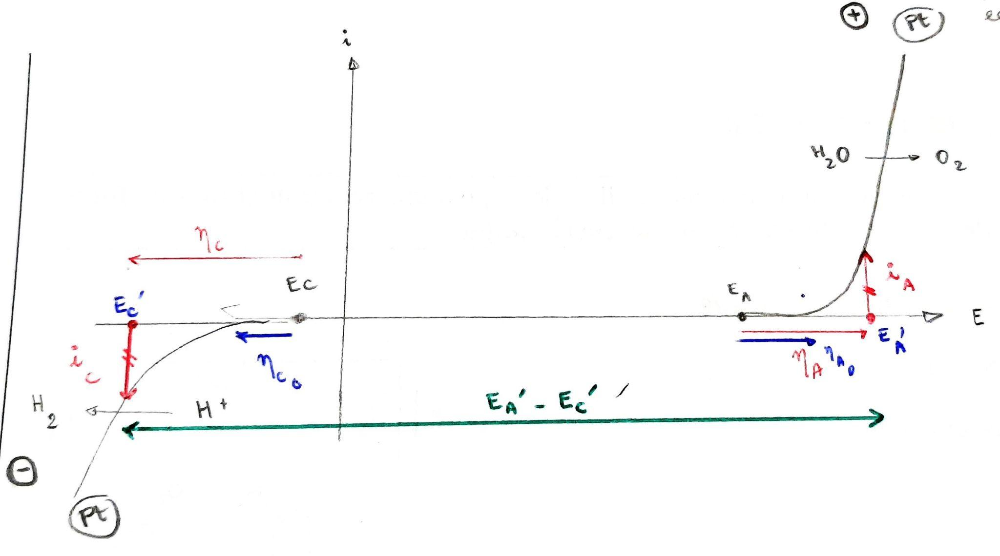 + Pt
i
H2O → O2
ηC
EC
EA
iA
EC'
E
EA'
iC
ηC0
ηA ηA0
EA' - EC'
H2 ← H+
-
Pt